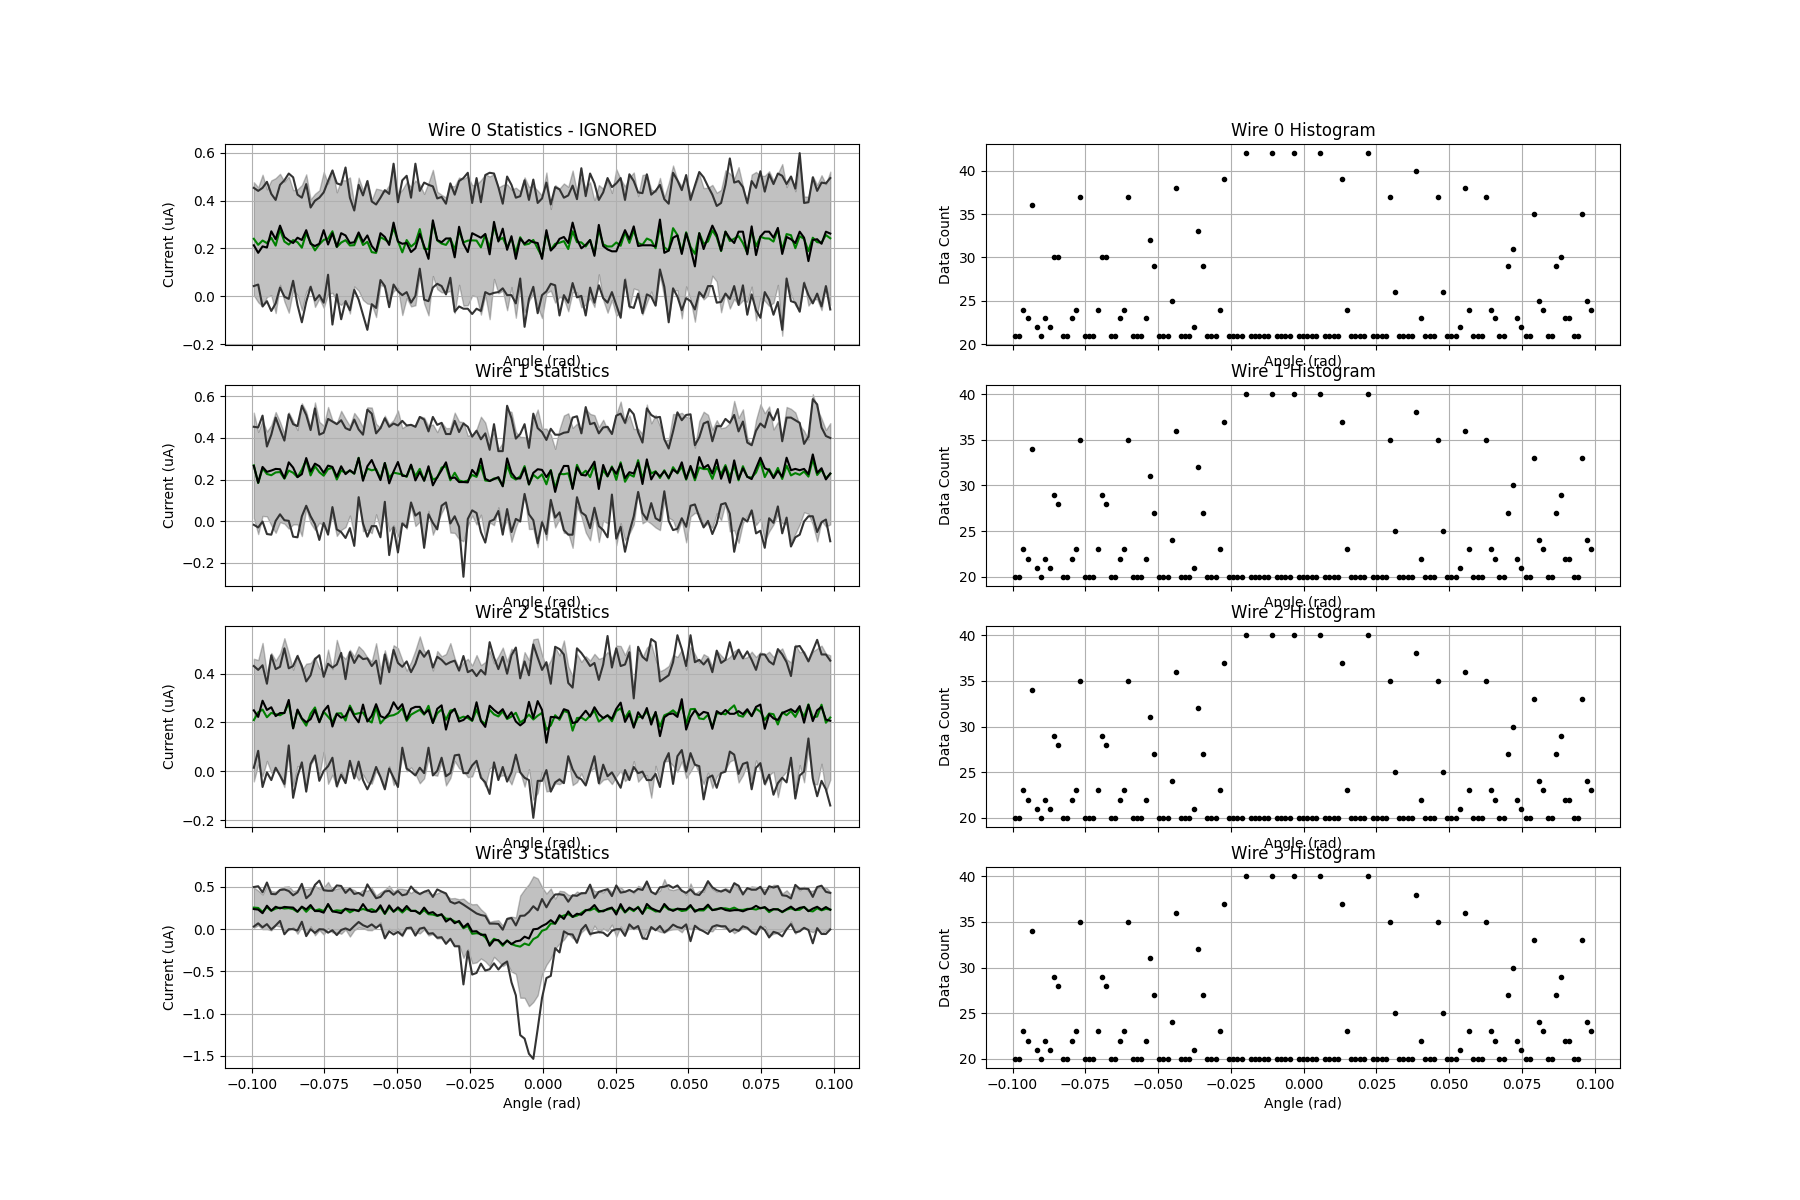 Wire 0 Statistics - IGNORED
Current (uA)
0.6
0.4
0.2
0.0
−0.2
Angle (rad)
Wire 0 Histogram
Data Count
40
35
30
25
20
Angle (rad)
Wire 1 Statistics
Current (uA)
0.6
0.4
0.2
0.0
−0.2
Angle (rad)
Wire 1 Histogram
Data Count
40
35
30
25
20
Angle (rad)
Wire 2 Statistics
Current (uA)
0.4
0.2
0.0
−0.2
Angle (rad)
Wire 2 Histogram
Data Count
40
35
30
25
20
Angle (rad)
Wire 3 Statistics
Current (uA)
0.5
0.0
−0.5
−1.0
−1.5
−0.100 −0.075 −0.050 −0.025 0.000 0.025 0.050 0.075 0.100
Angle (rad)
Wire 3 Histogram
Data Count
40
35
30
25
20
−0.100 −0.075 −0.050 −0.025 0.000 0.025 0.050 0.075 0.100
Angle (rad)